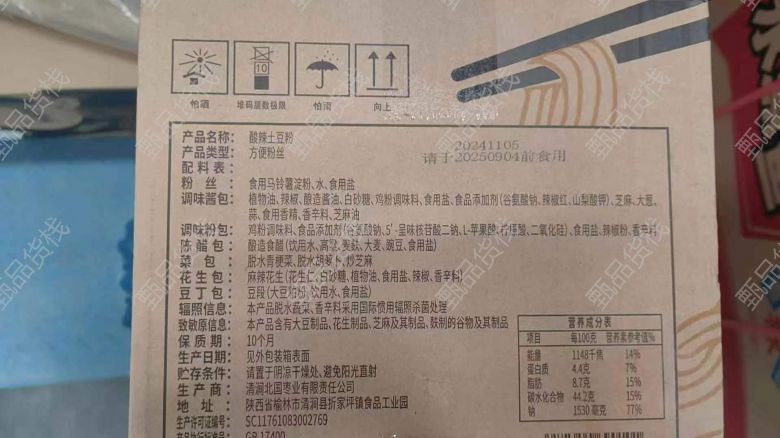 怕晒 堆码层数极限 怕雨 向上
10
产品名称: 酸辣土豆粉
产品类型: 方便粉丝
20241105
请于20250904前食用
配料表:
粉丝: 食用马铃薯淀粉、水、食用盐
调味酱包: 植物油、辣椒、酿造酱油、白砂糖、鸡粉调味料、食用盐、食品添加剂(谷氨酸钠、辣椒红、山梨酸钾)、芝麻、大葱、
蒜、食用香精、香辛料、芝麻油
调味粉包: 鸡粉调味料、食品添加剂(谷氨酸钠、5'-呈味核苷酸二钠、L-苹果酸、柠檬酸、二氧化硅)、食用盐、辣椒粉、香辛料
陈醋包: 酿造食醋(饮用水、高粱、麸皮、大麦、豌豆、食用盐)
菜包: 脱水青梗菜、脱水胡萝卜、炒芝麻
花生包: 麻辣花生(花生仁、白砂糖、植物油、食用盐、辣椒、香辛料)
豆丁包: 豆段(大豆粕粉、饮用水、食用盐)
辐照信息: 本产品脱水蔬菜、香辛料采用国际惯用辐照杀菌处理
致敏原信息: 本产品含有大豆制品、花生制品、芝麻及其制品、麸制的谷物及其制品
保质期: 10个月
生产日期: 见外包装箱表面
贮存条件: 请置于阴凉干燥处、避免阳光直射
生产商: 清涧北国枣业有限责任公司
地址: 陕西省榆林市清涧县折家坪镇食品工业园
生产许可证编号: SC11761083002769
产品执行标准号: GB 17400
营养成分表
项目 每100克 营养素参考值%
能量 1148千焦 14%
蛋白质 4.4克 7%
脂肪 8.7克 15%
碳水化合物 44.2克 15%
钠 1530毫克 77%
甄品货栈